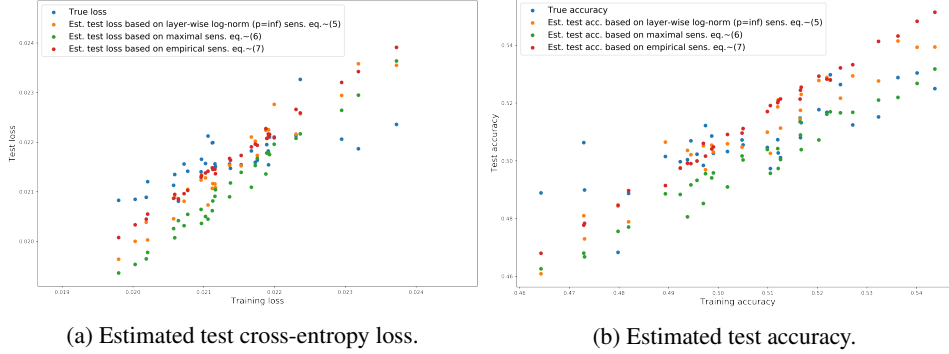 True loss
Est. test loss based on layer-wise log-norm (p=inf) sens. eq.~(5)
Est. test loss based on maximal sens. eq.~(6)
Est. test loss based on empirical sens. eq.~(7)
0.024
0.023
0.022
0.021
0.020
Test loss
0.019 0.020 0.021 0.022 0.023 0.024
Training loss
(a) Estimated test cross-entropy loss.
True accuracy
Est. test acc. based on layer-wise log-norm (p=inf) sens. eq.~(5)
Est. test acc. based on maximal sens. eq.~(6)
Est. test acc. based on empirical sens. eq.~(7)
0.54
0.52
0.50
0.48
0.46
Test accuracy
0.46 0.47 0.48 0.49 0.50 0.51 0.52 0.53 0.54
Training accuracy
(b) Estimated test accuracy.